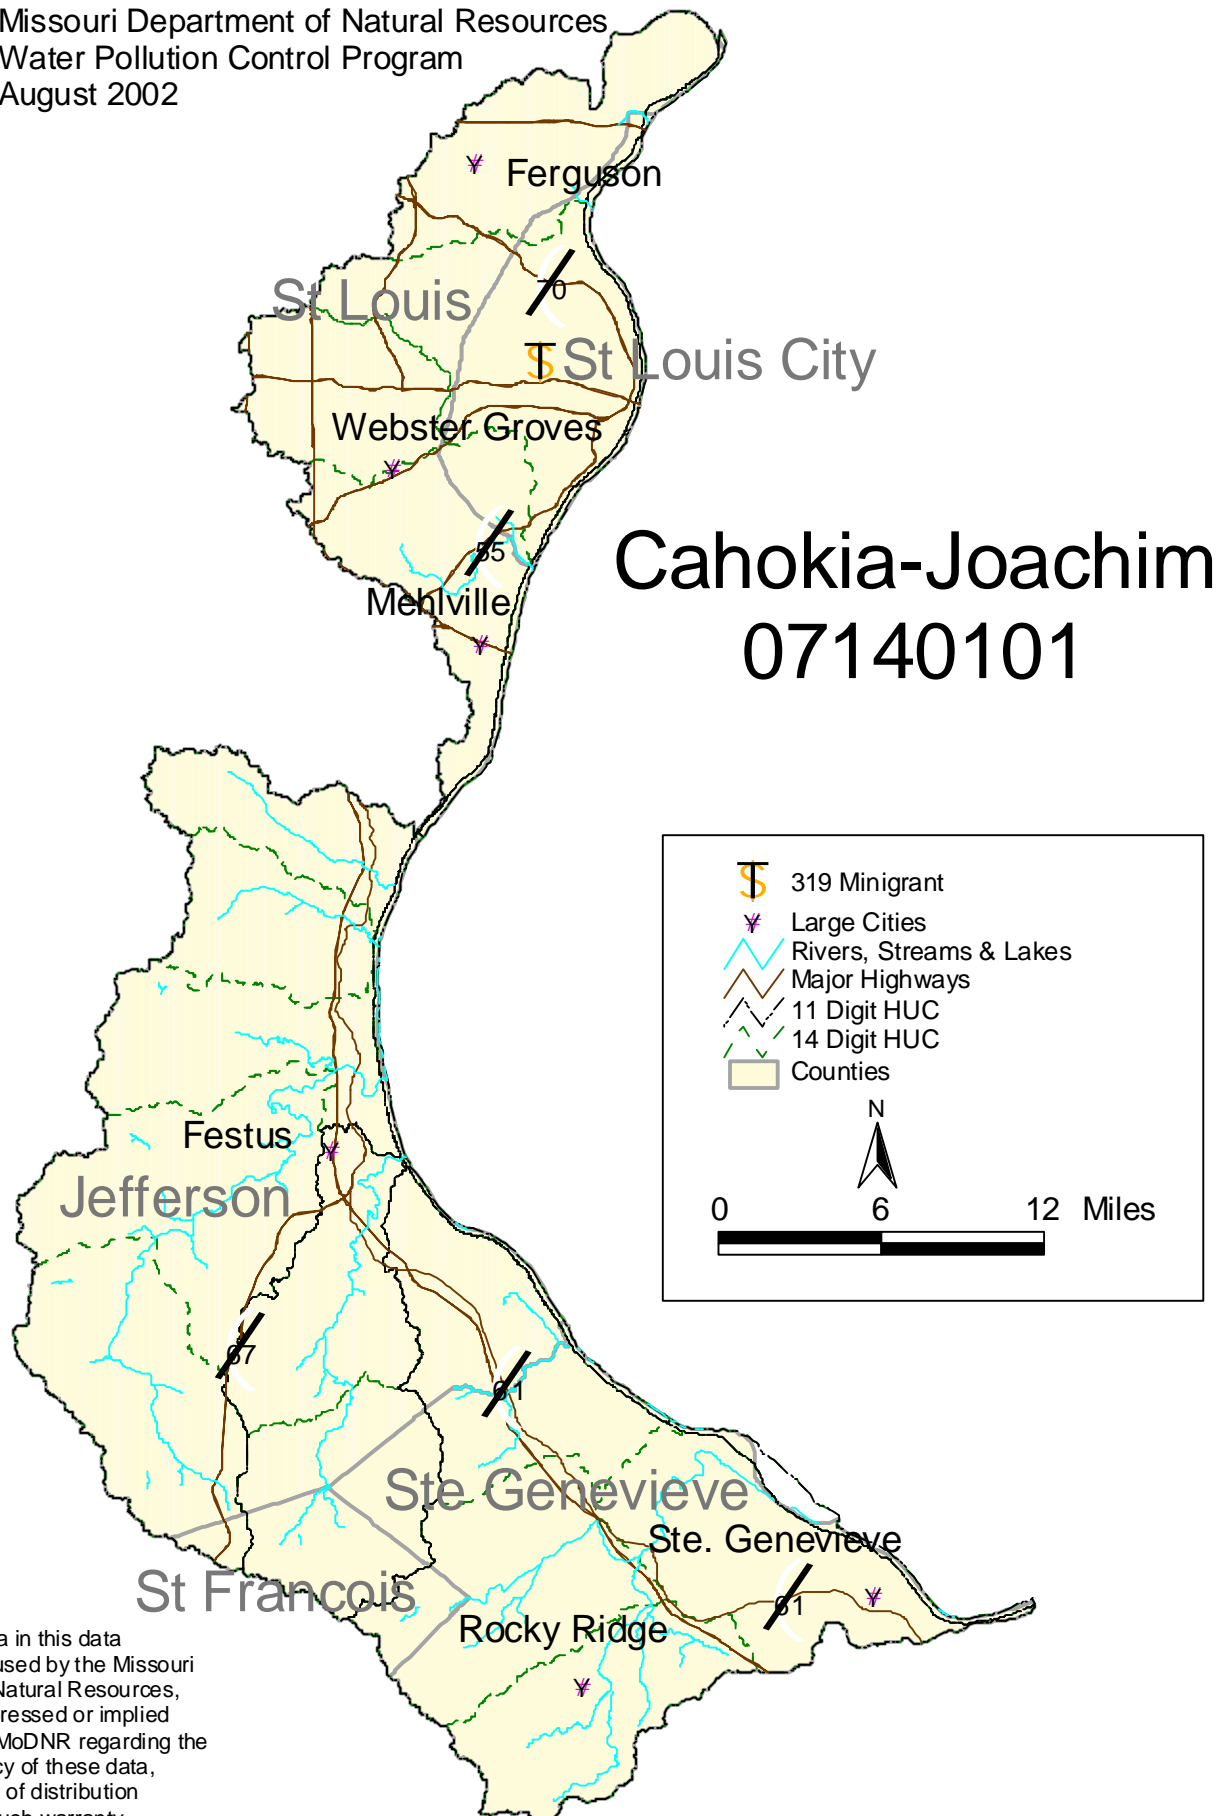 Missouri Department of Natural Resources
Water Pollution Control Program
August 2002
Ferguson
70
St Louis
St Louis City
Webster Groves
55
Mehlville
Cahokia-Joachim
07140101
319 Minigrant
Large Cities
Rivers, Streams & Lakes
Major Highways
11 Digit HUC
14 Digit HUC
Counties
N
0 6 12 Miles
Festus
Jefferson
67
61
Ste Genevieve
Ste. Genevieve
St Francois
61
Rocky Ridge
in this data
used by the Missouri
Natural Resources,
or implied
MoDNR regarding the
of these data,
of distribution
warranty